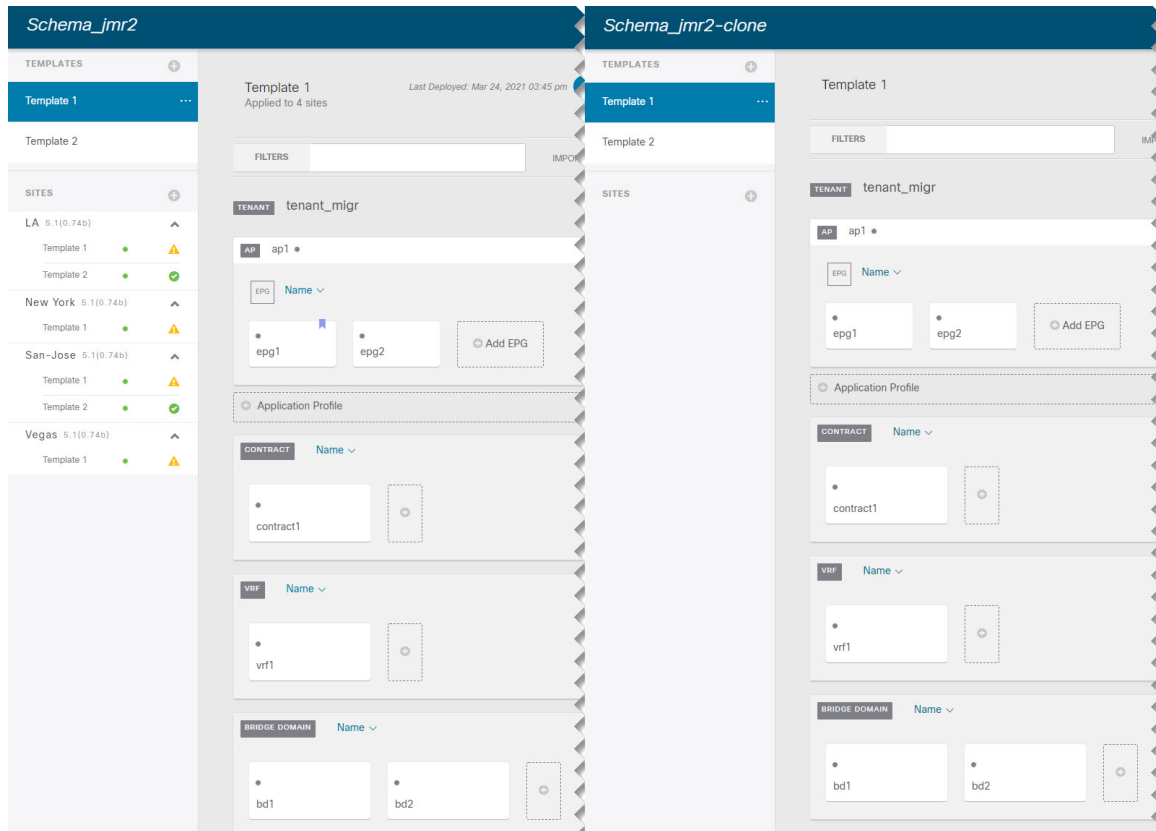 Schema_jmr2
TEMPLATES
Template 1
Template 2
SITES
LA 5.1(0.74b)
Template 1
Template 2
New York 5.1(0.74b)
Template 1
San-Jose 5.1(0.74b)
Template 1
Template 2
Vegas 5.1(0.74b)
Template 1
Template 1
Last Deployed: Mar 24, 2021 03:45 pm
Applied to 4 sites
FILTERS
IMPOR
TENANT tenant_migr
AP ap1
EPG Name
epg1
epg2
Add EPG
Application Profile
CONTRACT Name
contract1
VRF Name
vrf1
BRIDGE DOMAIN Name
bd1
bd2
Schema_jmr2-clone
TEMPLATES
Template 1
Template 2
SITES
Template 1
FILTERS
IMP
TENANT tenant_migr
AP ap1
EPG Name
epg1
epg2
Add EPG
Application Profile
CONTRACT Name
contract1
VRF Name
vrf1
BRIDGE DOMAIN Name
bd1
bd2